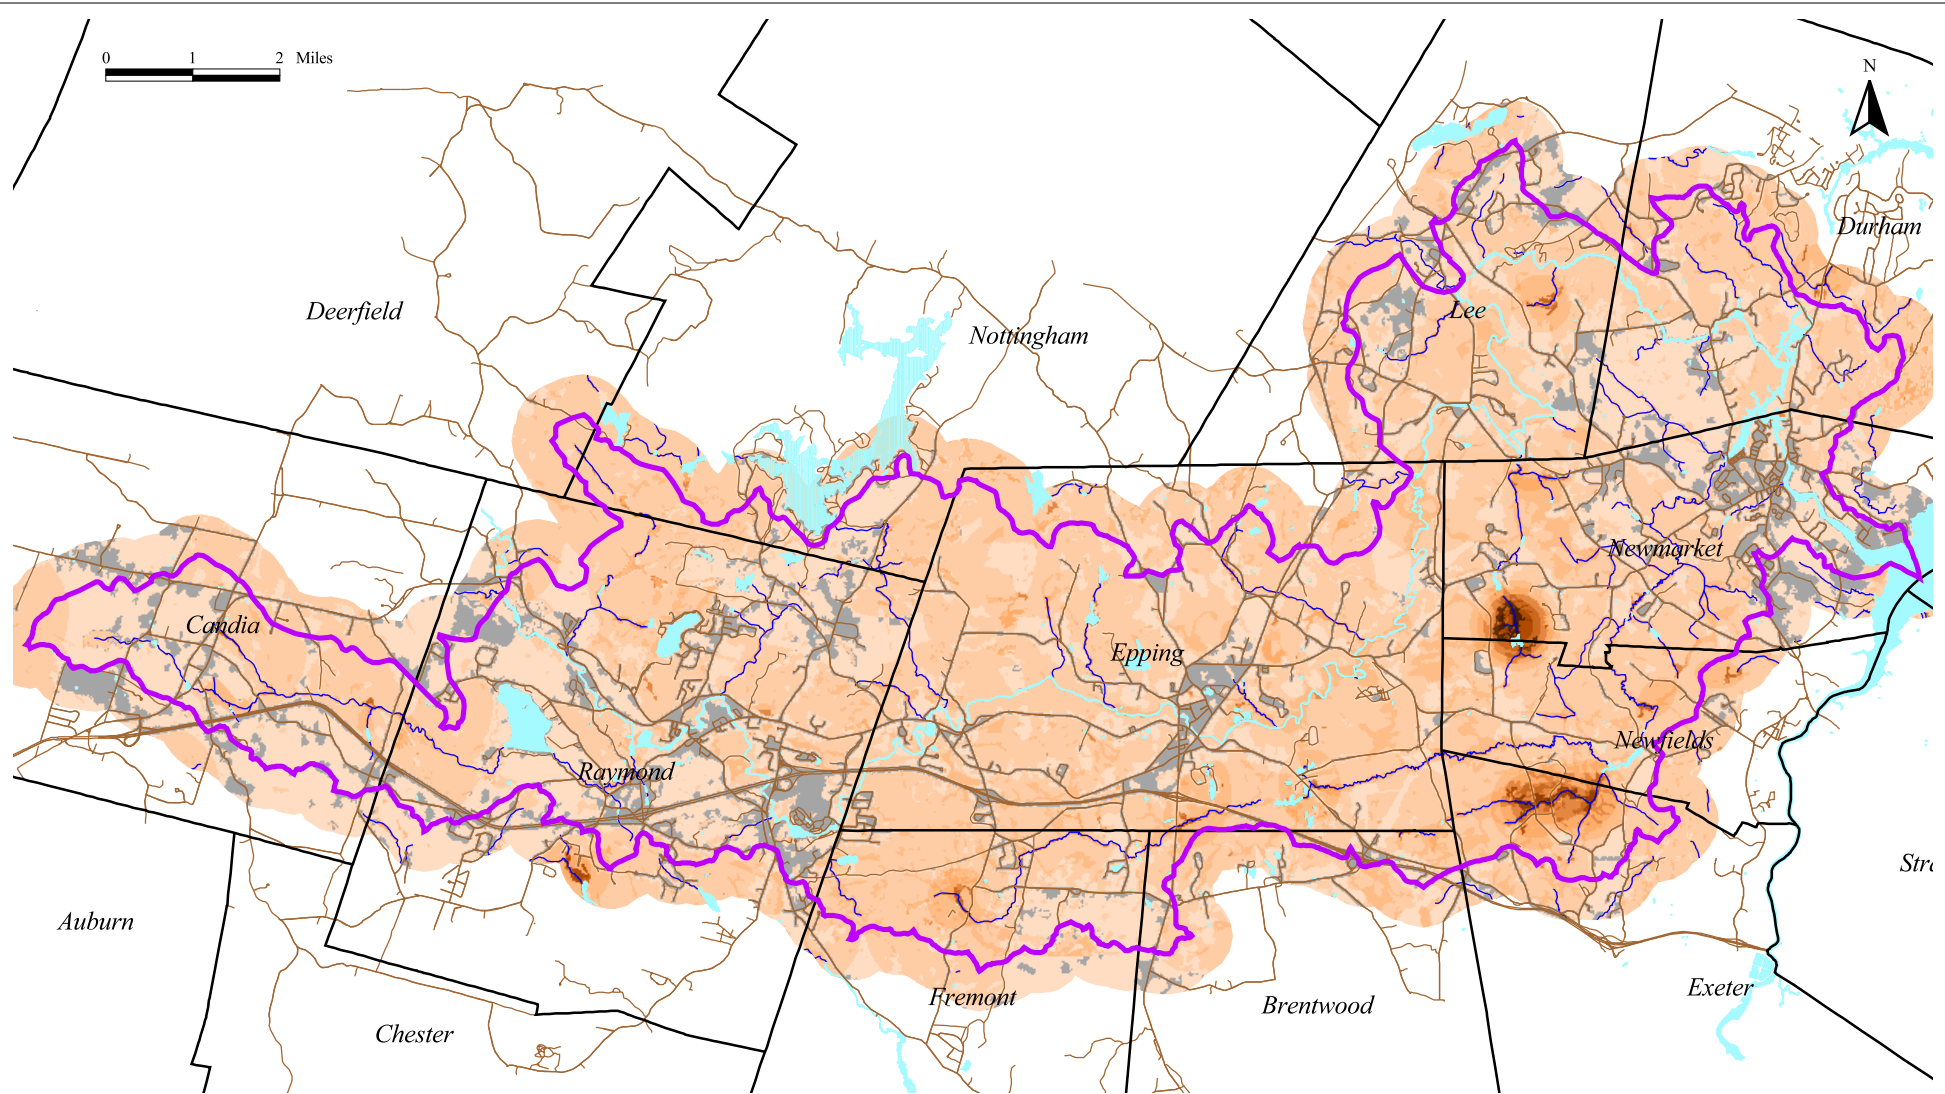 0 1 2 Miles
N
Durham
Deerfield
Lee
Nottingham
Newmarket
Candia
Epping
Newfields
Raymond
Auburn
Exeter
Fremont
Brentwood
Chester